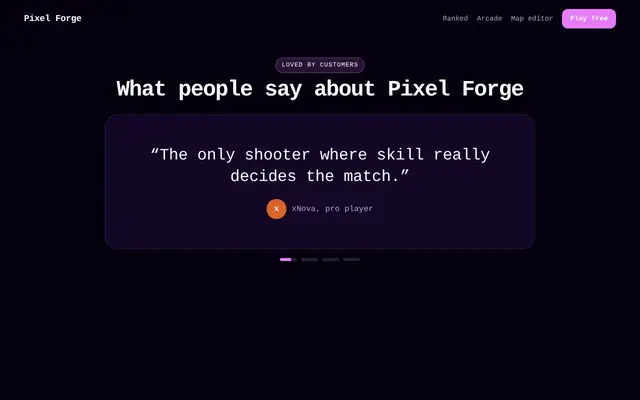 Pixel Forge
Ranked Arcade Map editor Play free
LOVED BY CUSTOMERS
What people say about Pixel Forge
“The only shooter where skill really
decides the match.”
x xNova, pro player